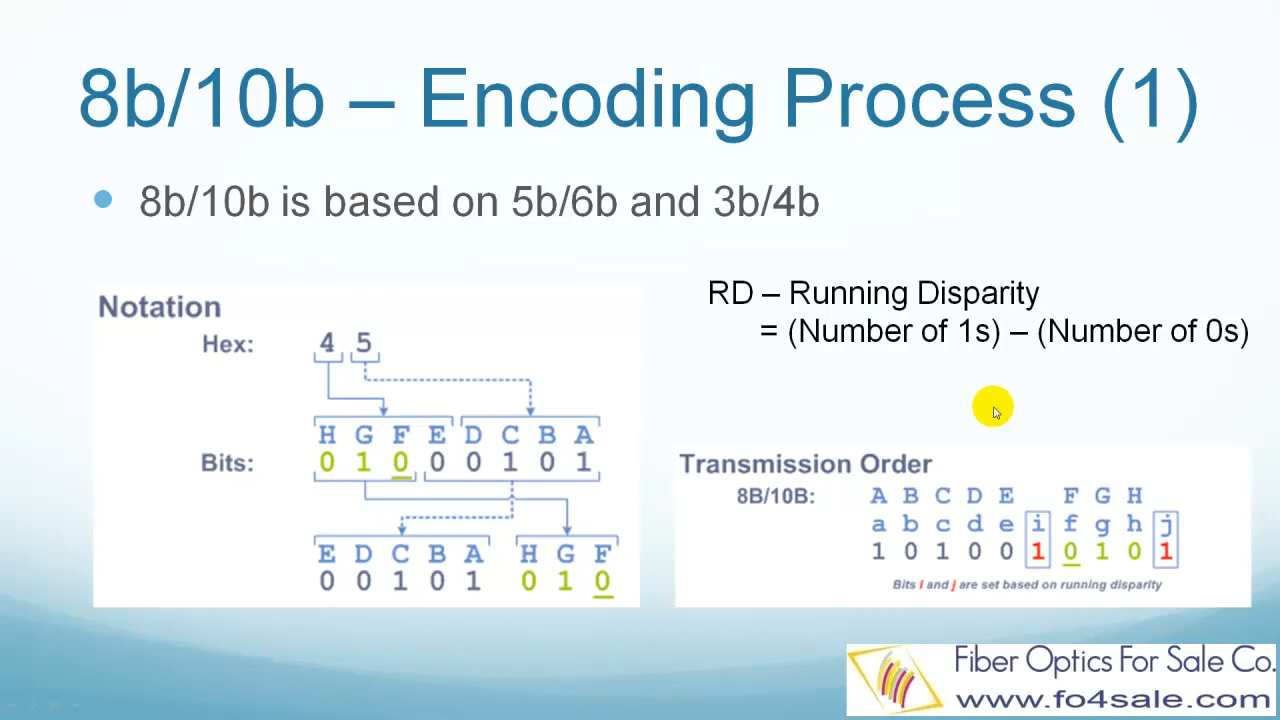 8b/10b – Encoding Process (1)
8b/10b is based on 5b/6b and 3b/4b
Notation
Hex: 4 5
H G F E D C B A
Bits: 0 1 0 0 0 1 0 1
E D C B A H G F
0 0 1 0 1 0 1 0
RD – Running Disparity
= (Number of 1s) – (Number of 0s)
Transmission Order
8B/10B: A B C D E F G H
a b c d e i f g h j
1 0 1 0 0 1 0 1 0 1
Bits i and j are set based on running disparity
Fiber Optics For Sale Co.
www.fo4sale.com